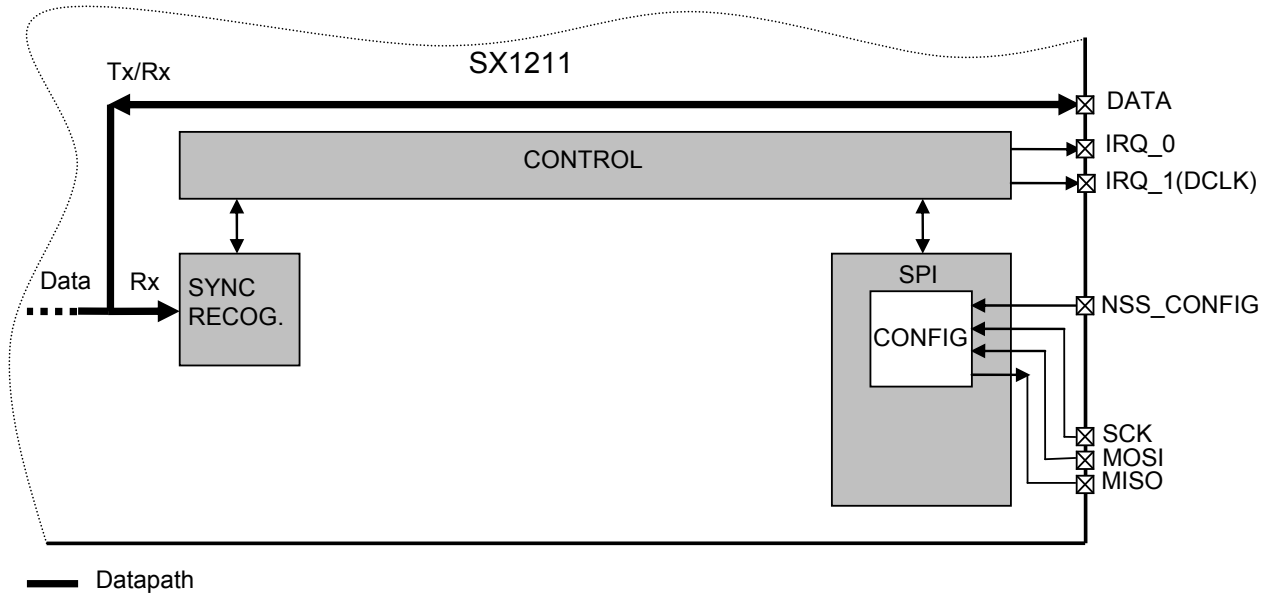 SX1211
Tx/Rx
DATA
IRQ_0
CONTROL
IRQ_1(DCLK)
Data
Rx
SYNC
RECOG.
SPI
NSS_CONFIG
CONFIG
SCK
MOSI
MISO
Datapath